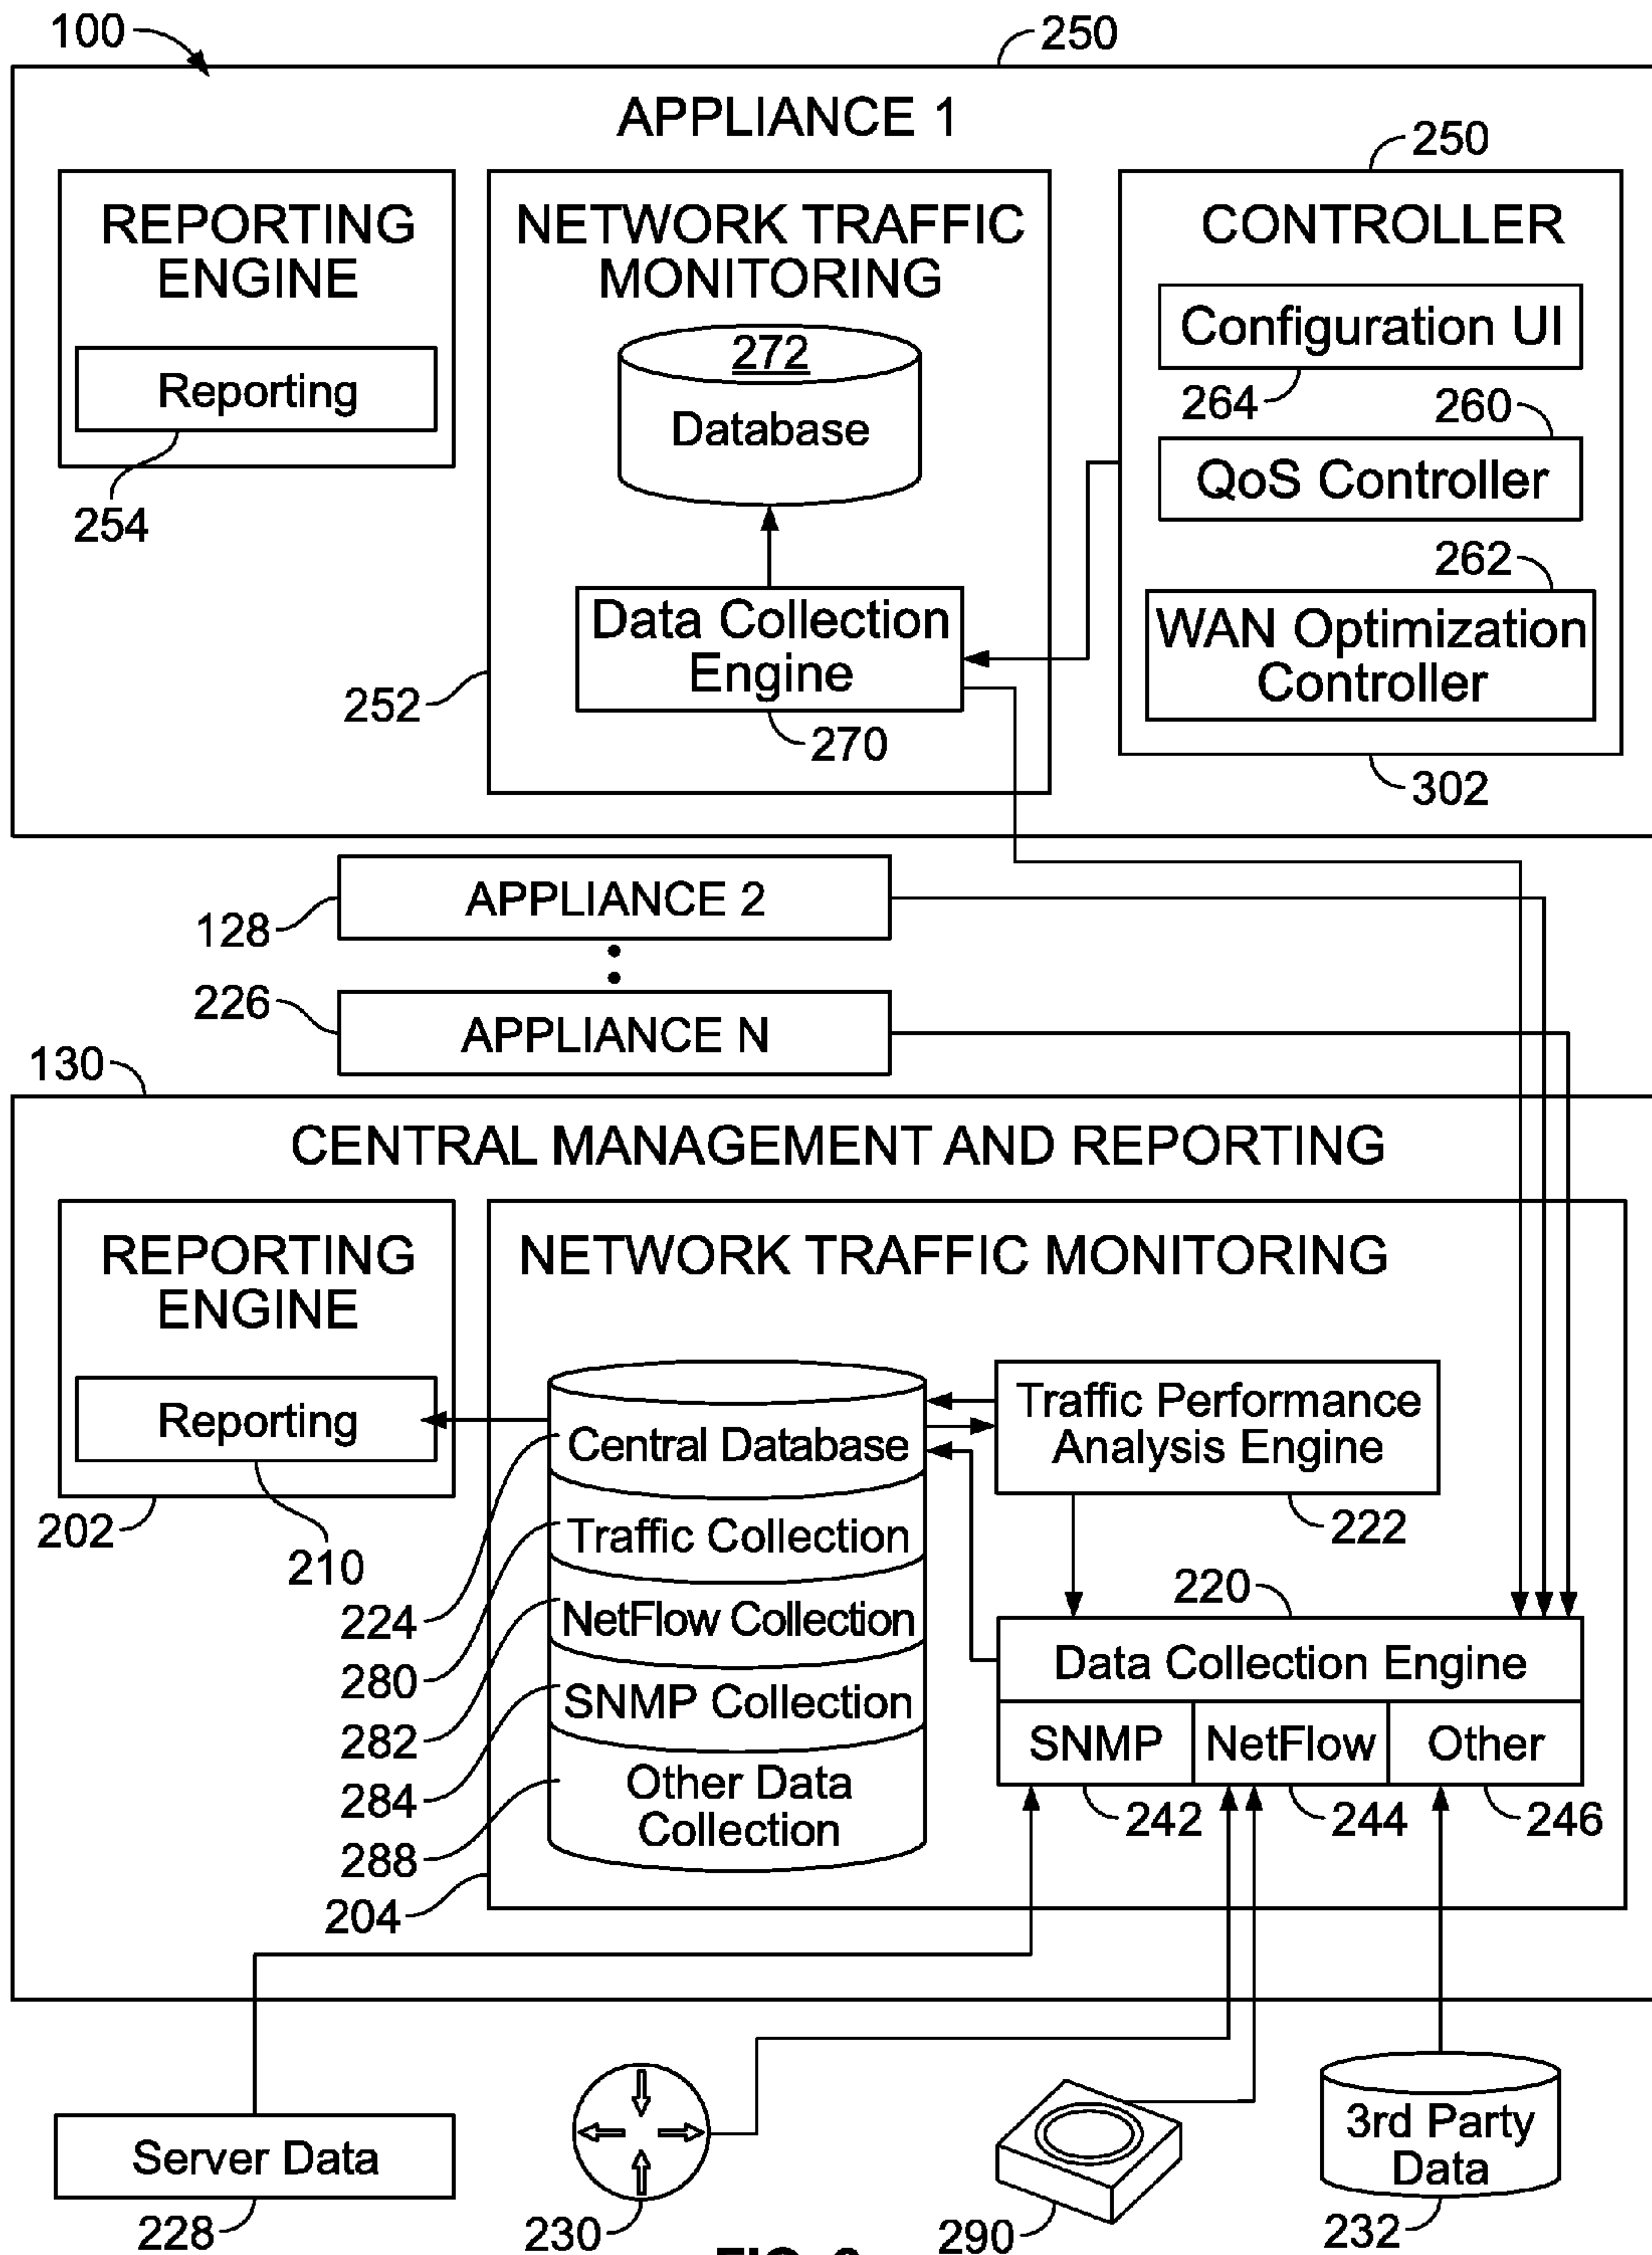 100
250
APPLIANCE 1
250
REPORTING
ENGINE
Reporting
254
NETWORK TRAFFIC
MONITORING
272
Database
Data Collection
Engine
252
270
CONTROLLER
Configuration UI
264
260
QoS Controller
262
WAN Optimization
Controller
302
APPLIANCE 2
128
226
APPLIANCE N
130
CENTRAL MANAGEMENT AND REPORTING
REPORTING
ENGINE
Reporting
202
210
NETWORK TRAFFIC MONITORING
Central Database
Traffic Collection
NetFlow Collection
SNMP Collection
Other Data
Collection
224
280
282
284
288
204
Traffic Performance
Analysis Engine
222
220
Data Collection Engine
SNMP
NetFlow
Other
242
244
246
Server Data
228
230
290
3rd Party
Data
232